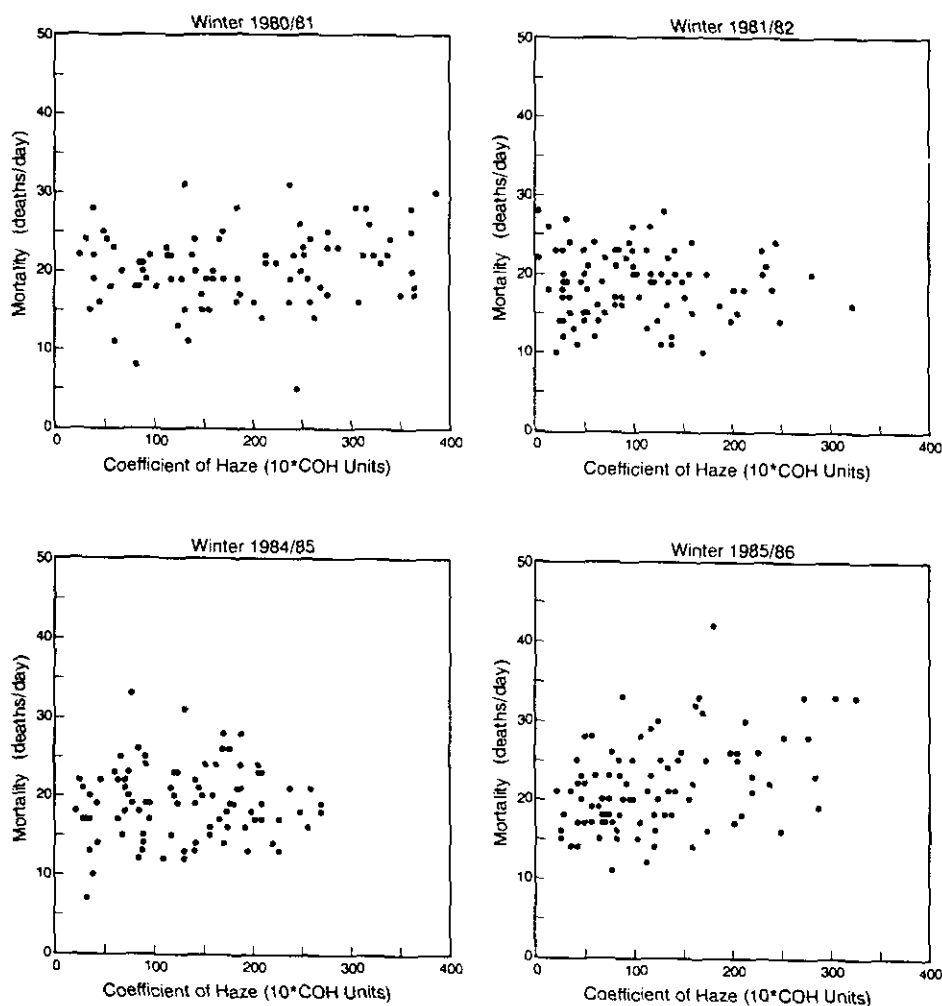 Winter 1980/81
50
40
30
20
10
0
Mortality (deaths/day)
0 100 200 300 400
Coefficient of Haze (10*COH Units)
Winter 1981/82
50
40
30
20
10
0
Mortality (deaths/day)
0 100 200 300 400
Coefficient of Haze (10*COH Units)
Winter 1984/85
50
40
30
20
10
0
Mortality (deaths/day)
0 100 200 300 400
Coefficient of Haze (10*COH Units)
Winter 1985/86
50
40
30
20
10
0
Mortality (deaths/day)
0 100 200 300 400
Coefficient of Haze (10*COH Units)